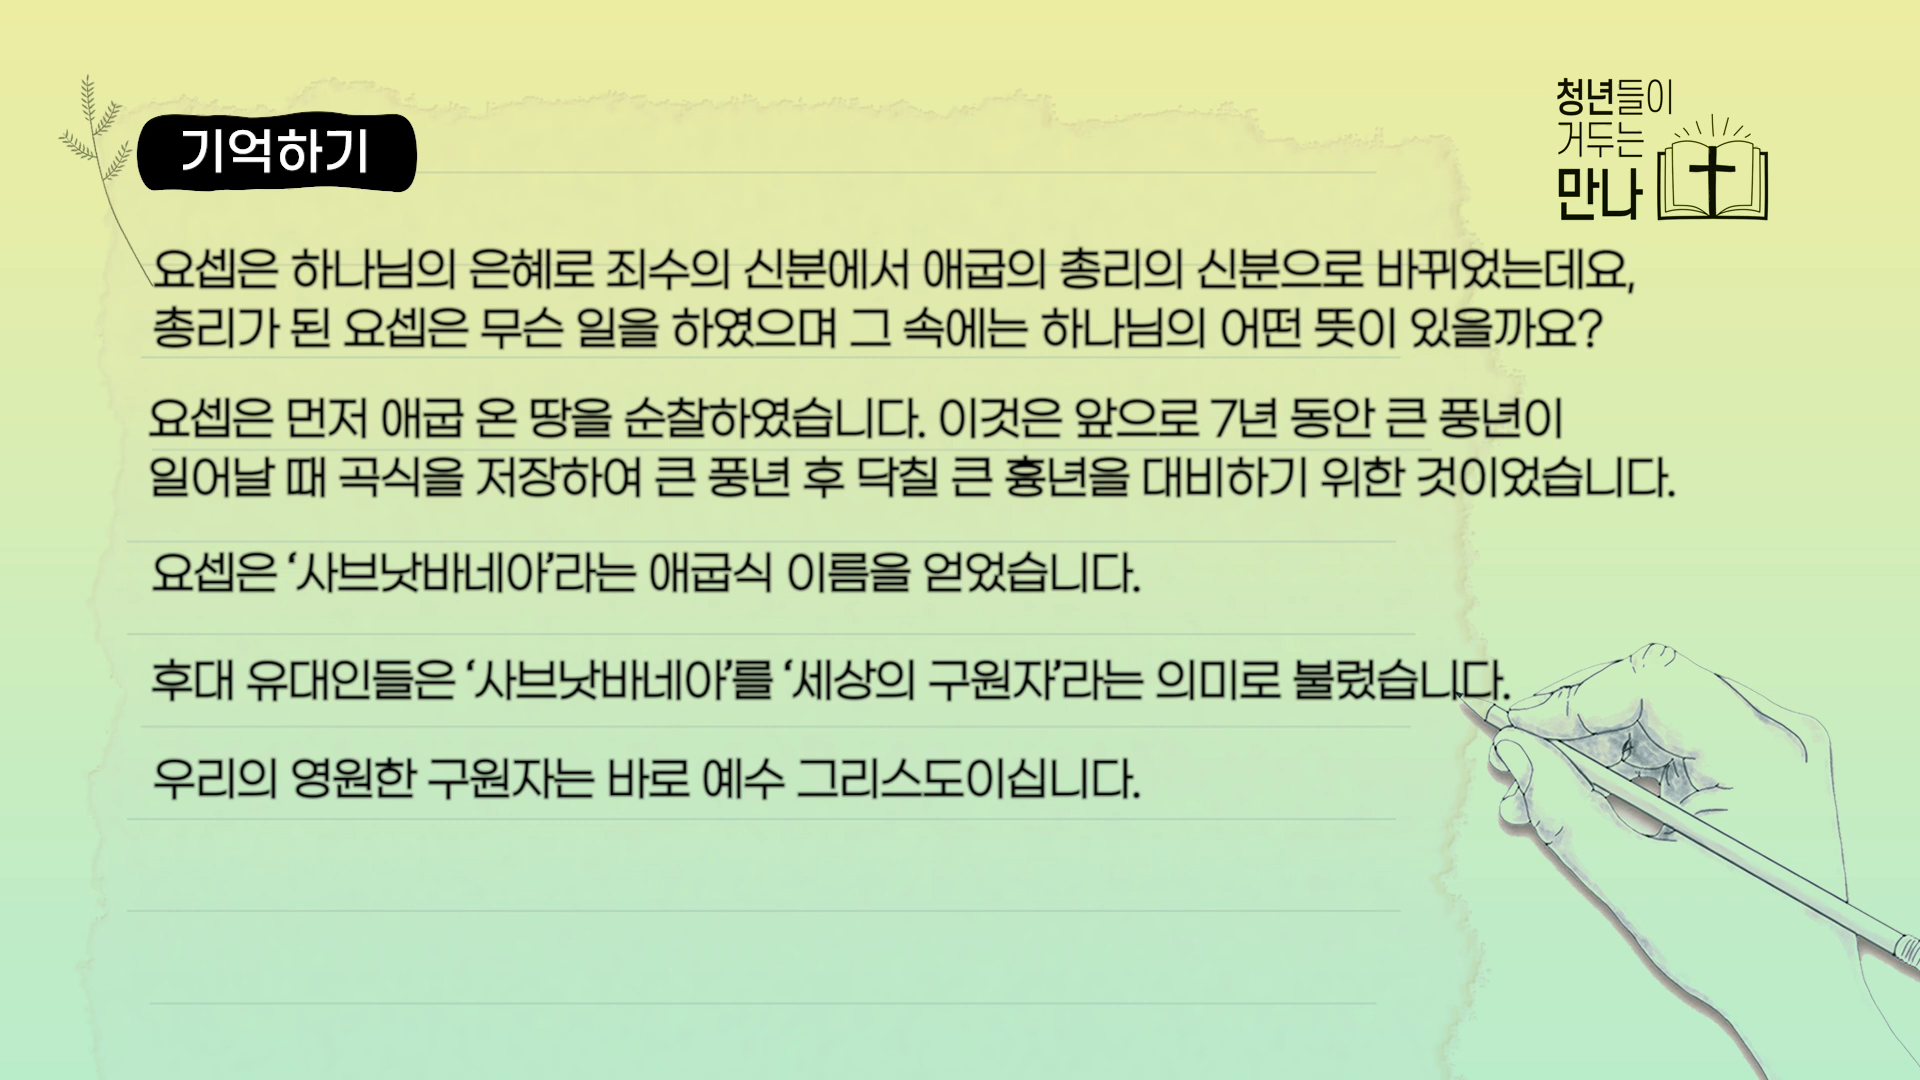 기억하기
청년들이
거두는
만나
요셉은 하나님의 은혜로 죄수의 신분에서 애굽의 총리의 신분으로 바뀌었는데요,
총리가 된 요셉은 무슨 일을 하였으며 그 속에는 하나님의 어떤 뜻이 있을까요?
요셉은 먼저 애굽 온 땅을 순찰하였습니다. 이것은 앞으로 7년 동안 큰 풍년이
일어날 때 곡식을 저장하여 큰 풍년 후 닥칠 큰 흉년을 대비하기 위한 것이었습니다.
요셉은 ‘사브낫바네아’라는 애굽식 이름을 얻었습니다.
후대 유대인들은 ‘사브낫바네아’를 ‘세상의 구원자’라는 의미로 불렀습니다.
우리의 영원한 구원자는 바로 예수 그리스도이십니다.